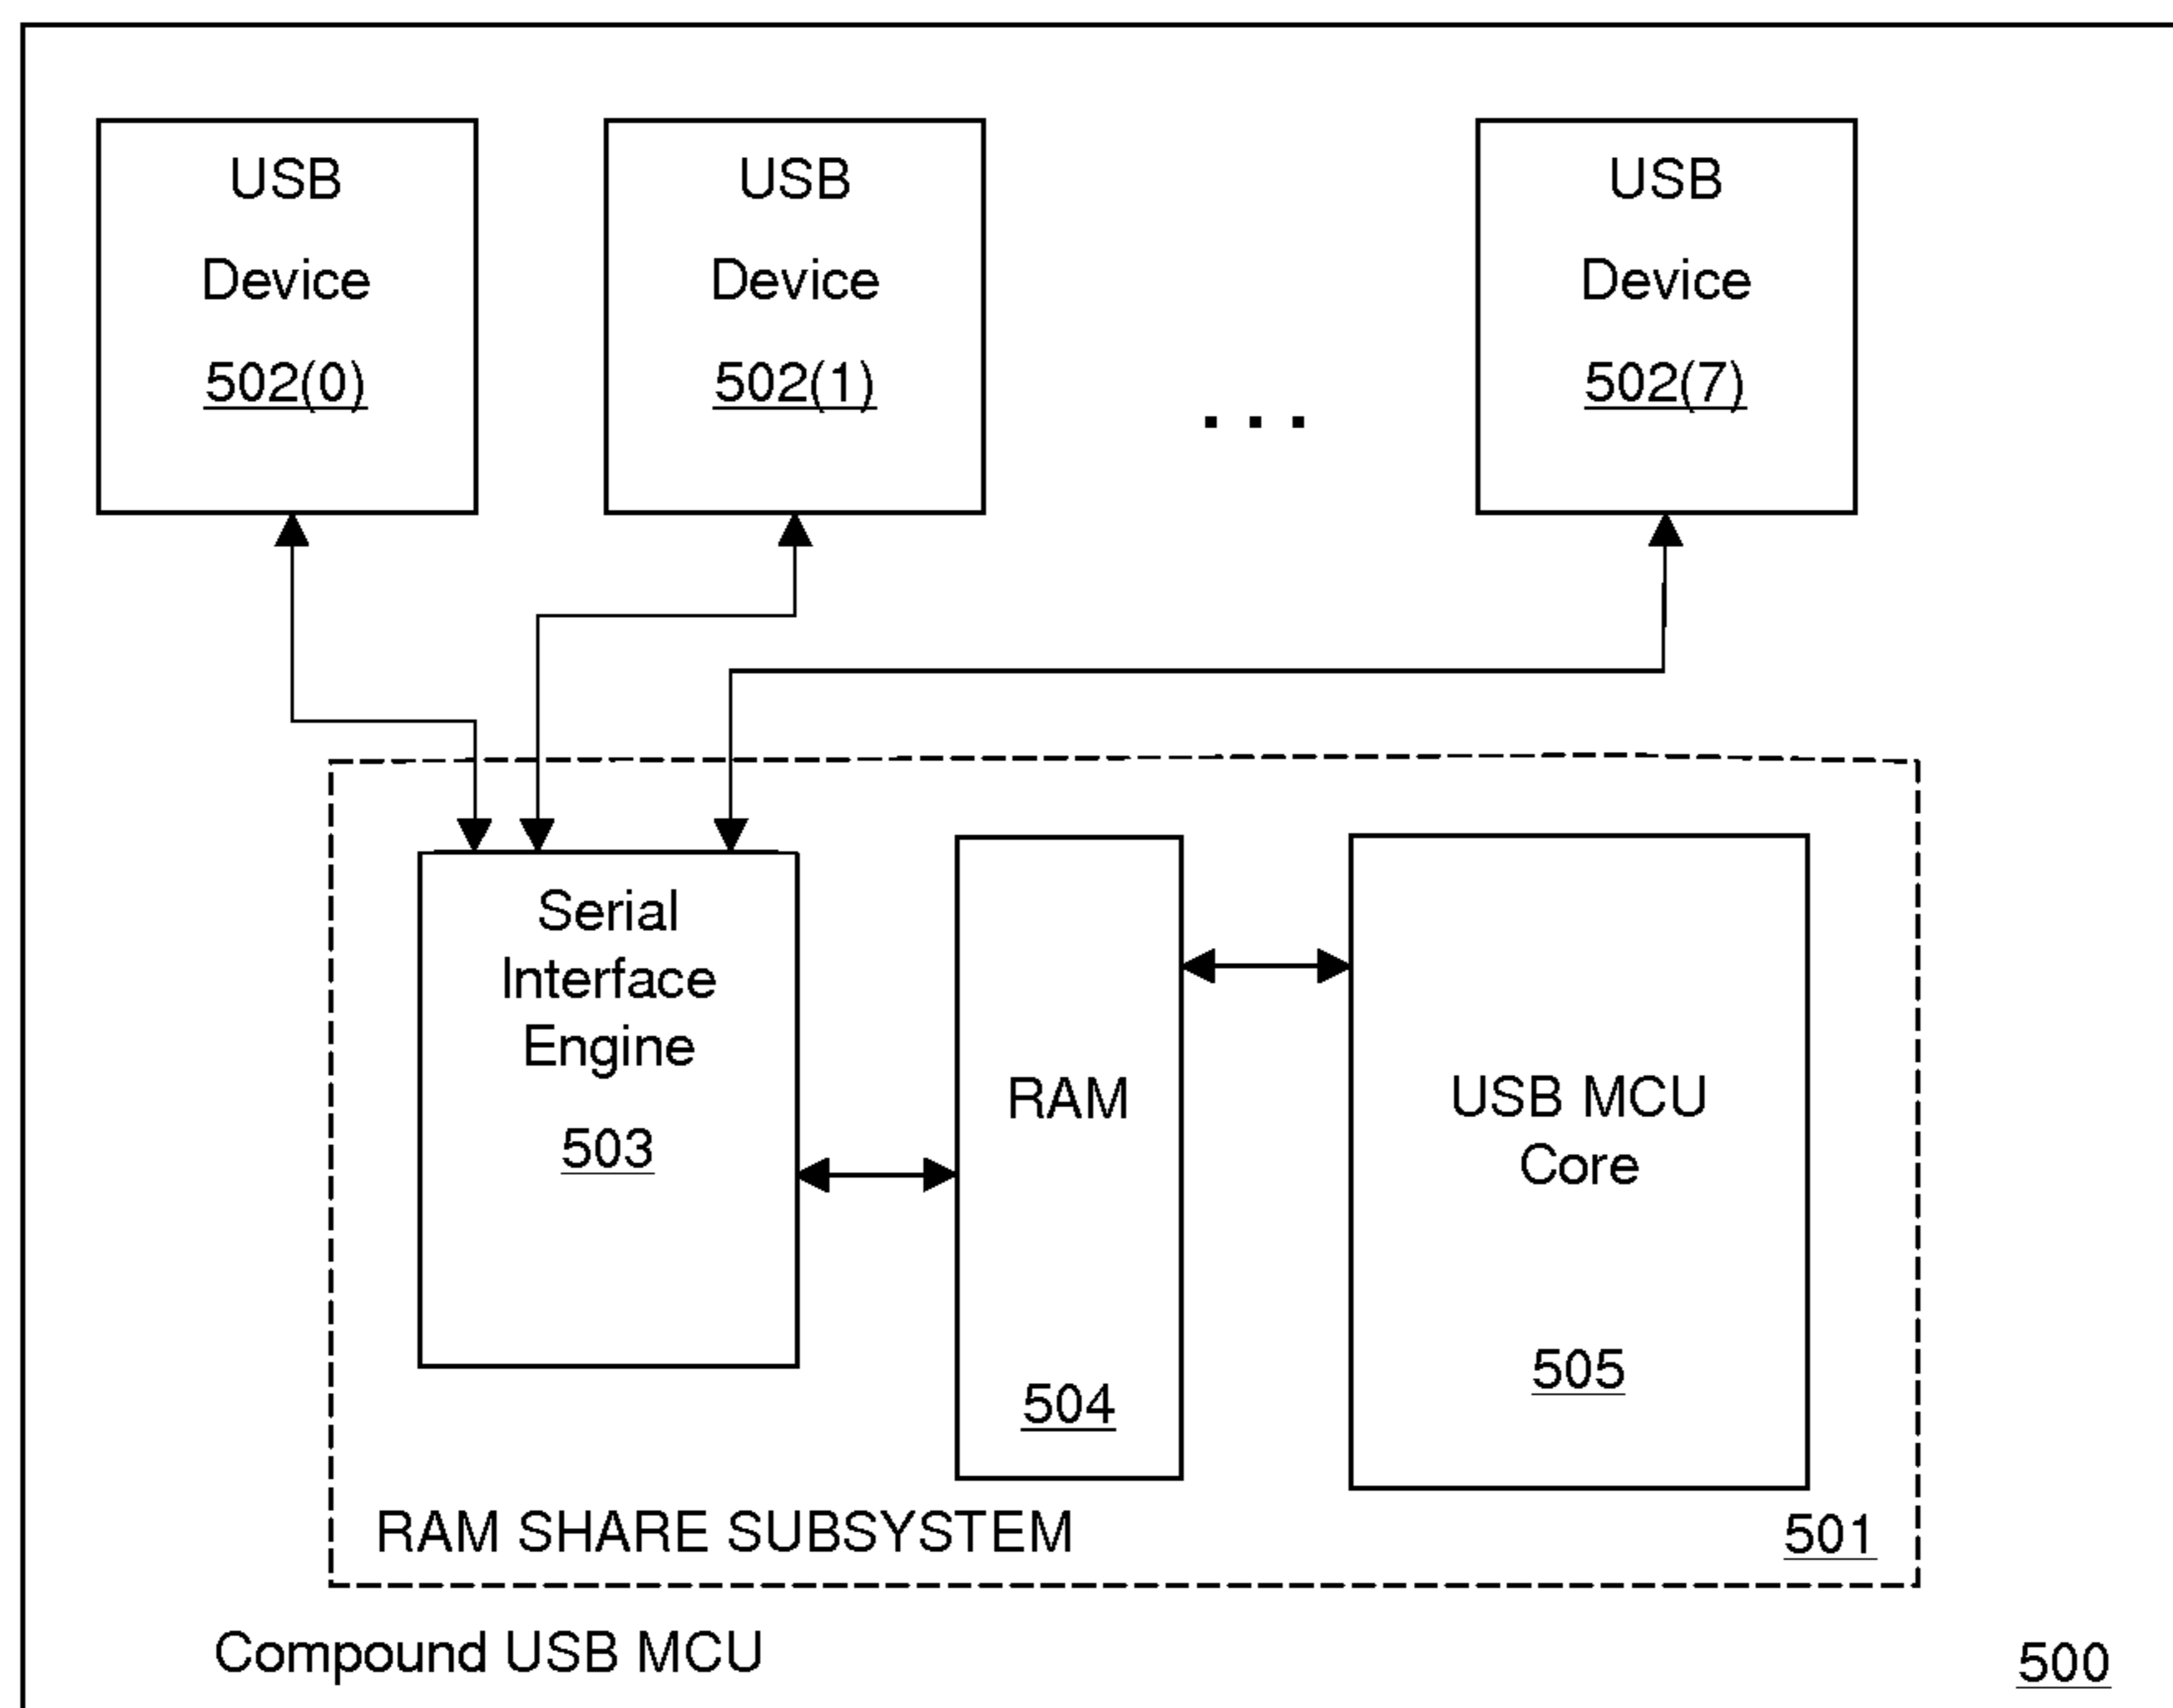 USB
Device
502(0)
USB
Device
502(1)
. . .
USB
Device
502(7)
Serial
Interface
Engine
503
RAM
504
USB MCU
Core
505
RAM SHARE SUBSYSTEM
501
Compound USB MCU
500